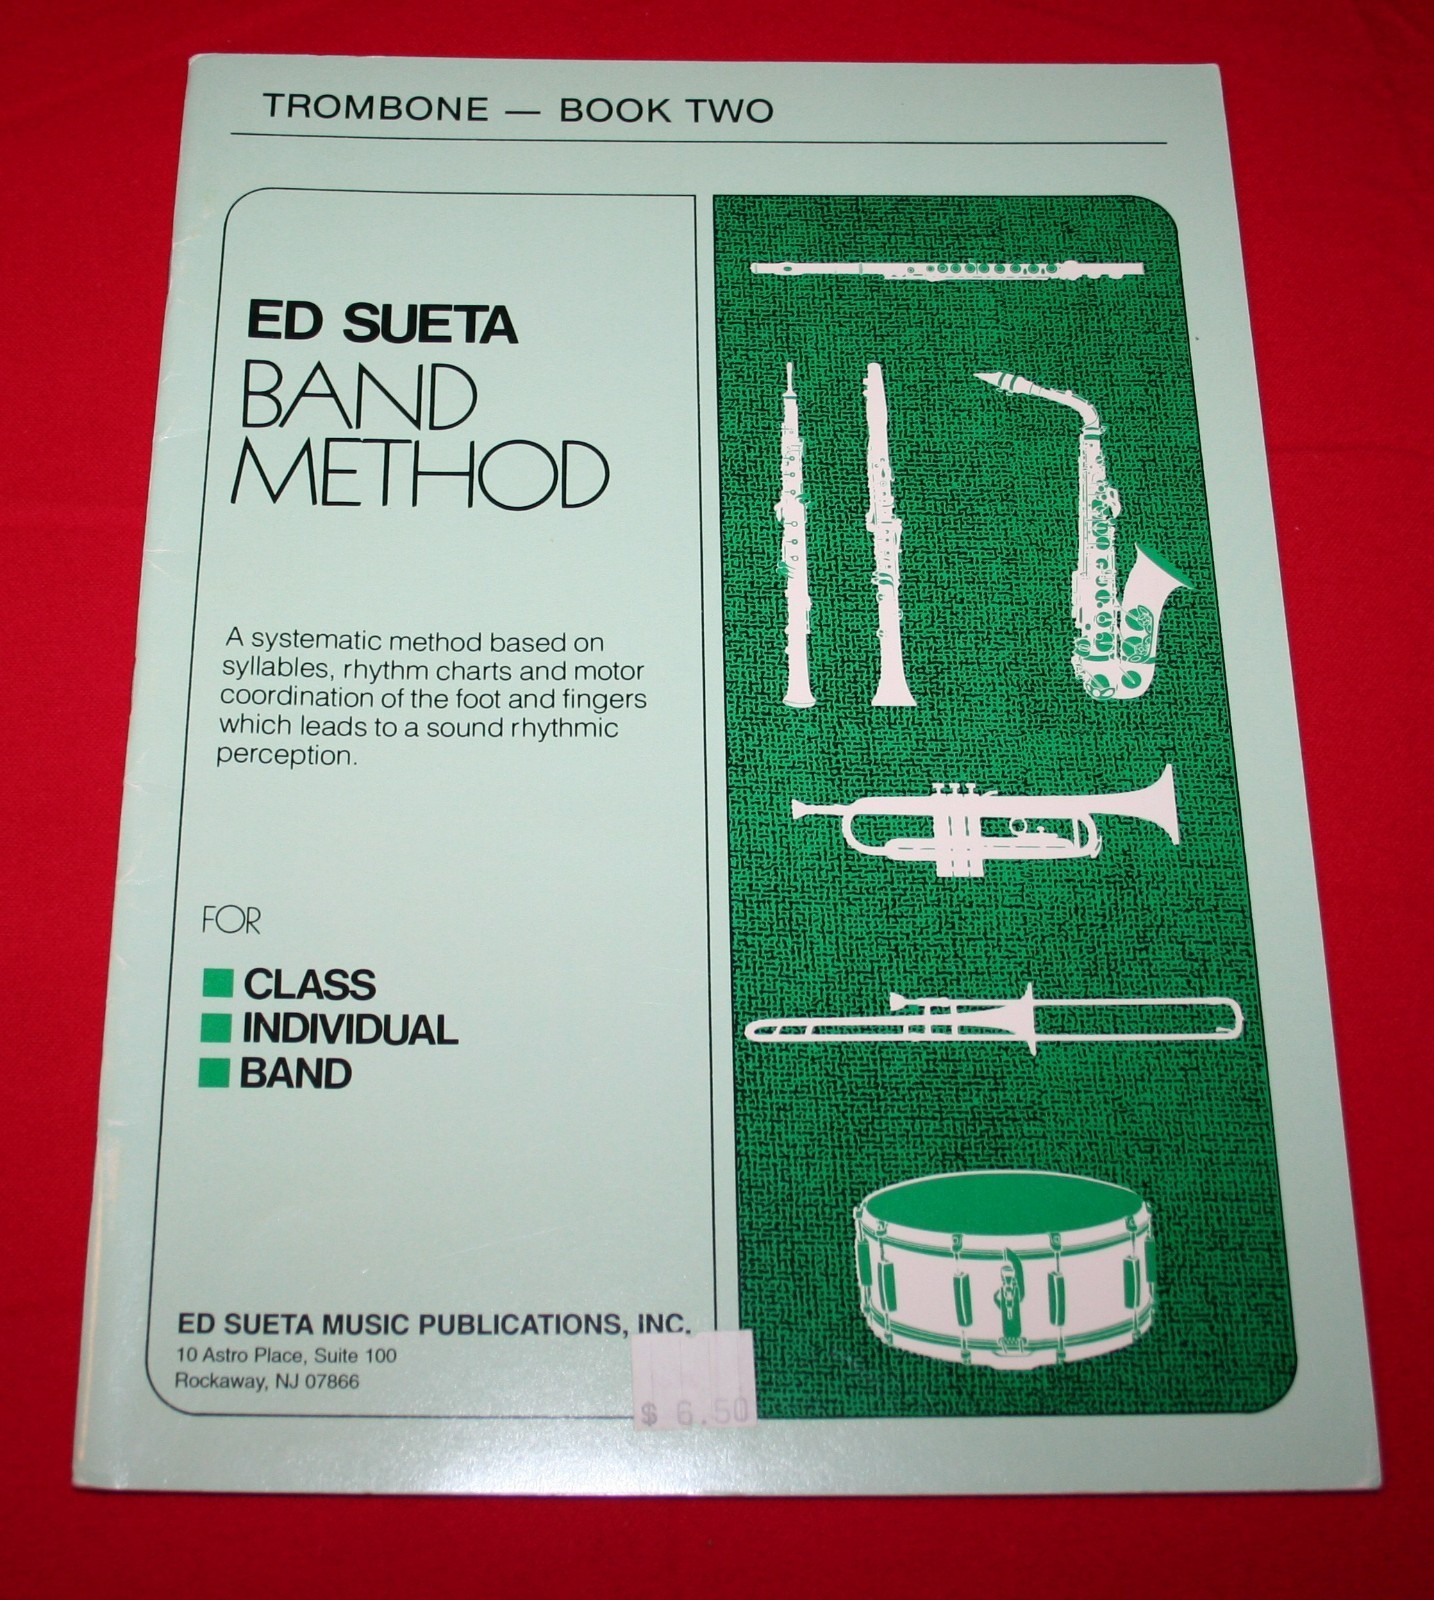 TROMBONE — BOOK TWO
ED SUETA
BAND
METHOD
A systematic method based on
syllables, rhythm charts and motor
coordination of the foot and fingers
which leads to a sound rhythmic
perception.
FOR
CLASS
INDIVIDUAL
BAND
ED SUETA MUSIC PUBLICATIONS, INC.
10 Astro Place, Suite 100
Rockaway, NJ 07866
$ 6.50